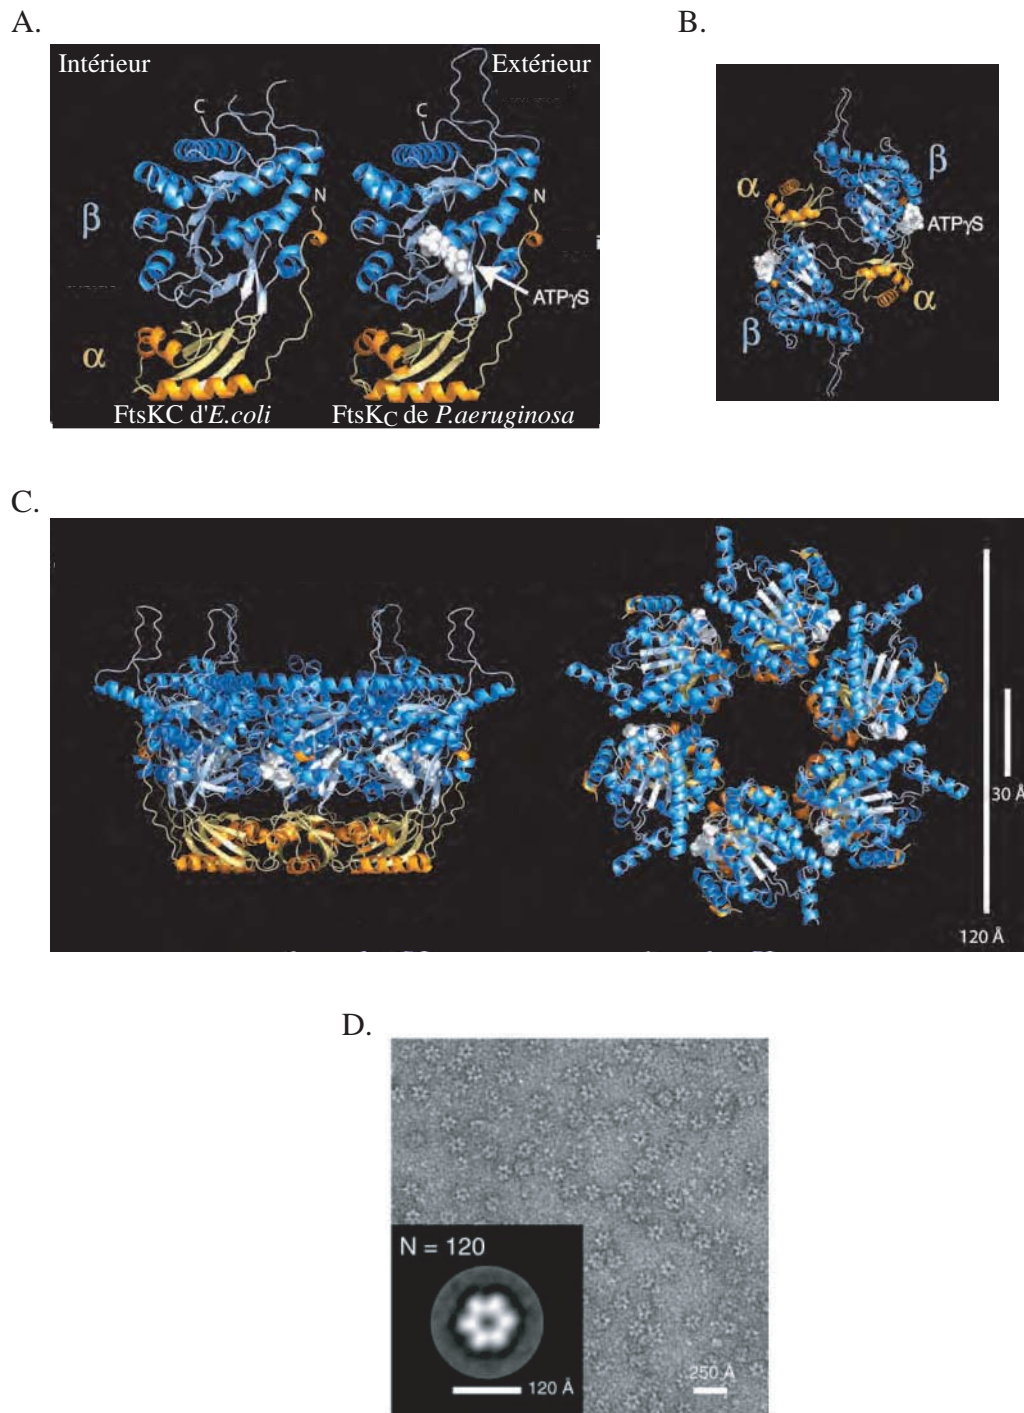 A.
B.
Intérieur
Extérieur
C
C
N
N
β
ATPγS
α
FtsKC d'E.coli
FtsKC de P.aeruginosa
α
β
ATPγS
α
β
C.
30 Å
120 Å
D.
N = 120
120 Å
250 Å